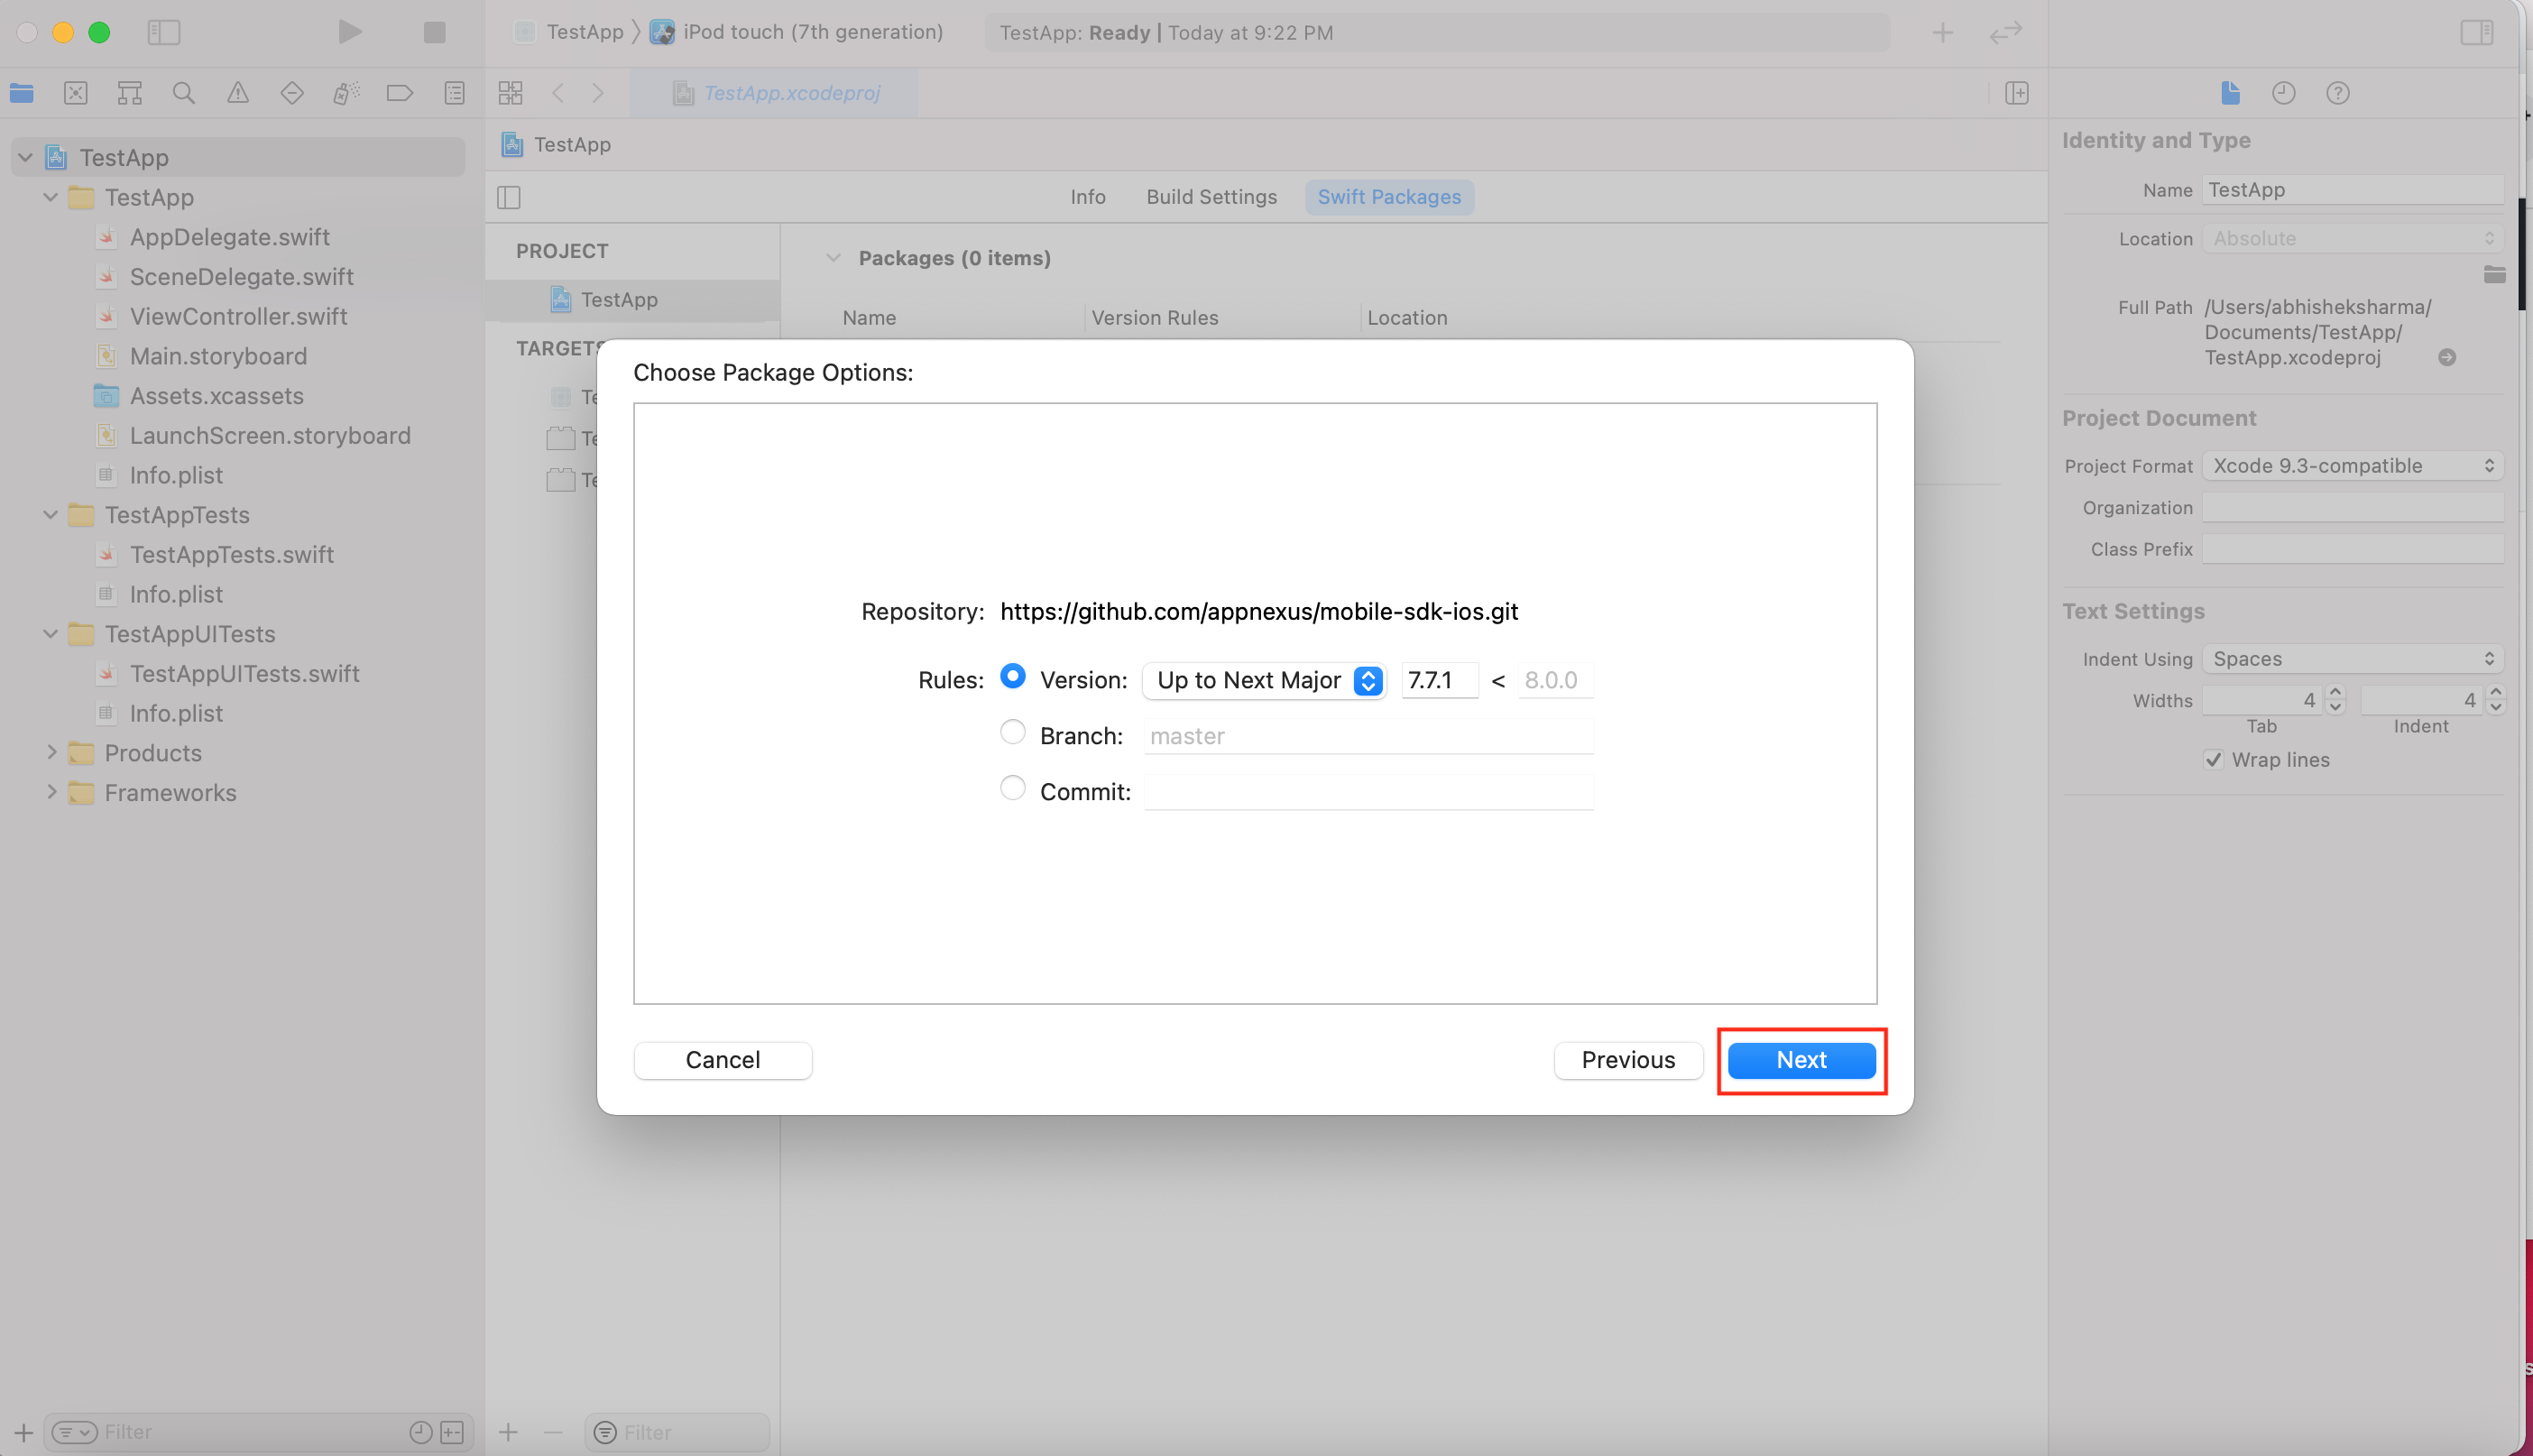 TestApp
iPod touch (7th generation)
TestApp: Ready | Today at 9:22 PM
TestApp.xcodeproj
TestApp
TestApp
AppDelegate.swift
SceneDelegate.swift
ViewController.swift
Main.storyboard
Assets.xcassets
LaunchScreen.storyboard
Info.plist
TestAppTests
TestAppTests.swift
Info.plist
TestAppUITests
TestAppUITests.swift
Info.plist
Products
Frameworks
Filter
TestApp
Info
Build Settings
Swift Packages
PROJECT
TestApp
TARGETS
Te
Te
Te
Filter
Packages (0 items)
Name
Version Rules
Location
Choose Package Options:
Repository: https://github.com/appnexus/mobile-sdk-ios.git
Rules: Version: Up to Next Major 7.7.1 < 8.0.0
Branch: master
Commit:
Cancel
Previous
Next
Identity and Type
Name TestApp
Location Absolute
Full Path /Users/abhisheksharma/
Documents/TestApp/
TestApp.xcodeproj
Project Document
Project Format Xcode 9.3-compatible
Organization
Class Prefix
Text Settings
Indent Using Spaces
Widths 4 4
Tab Indent
Wrap lines